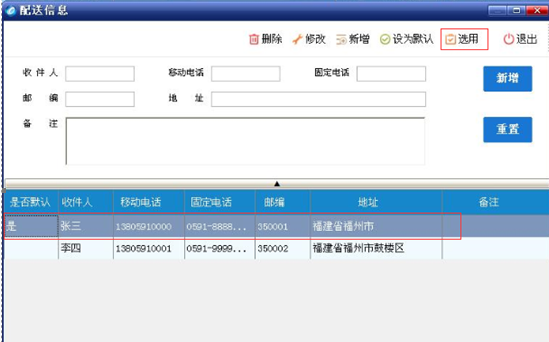 配送信息
删除 修改 新增 设为默认 选用 退出
收件人 移动电话 固定电话 新增
邮编 地址
备注 重置
是否默认 收件人 移动电话 固定电话 邮编 地址 备注
是 张三 13805910000 0591-8888... 350001 福建省福州市
李四 13805910001 0591-9999... 350002 福建省福州市鼓楼区